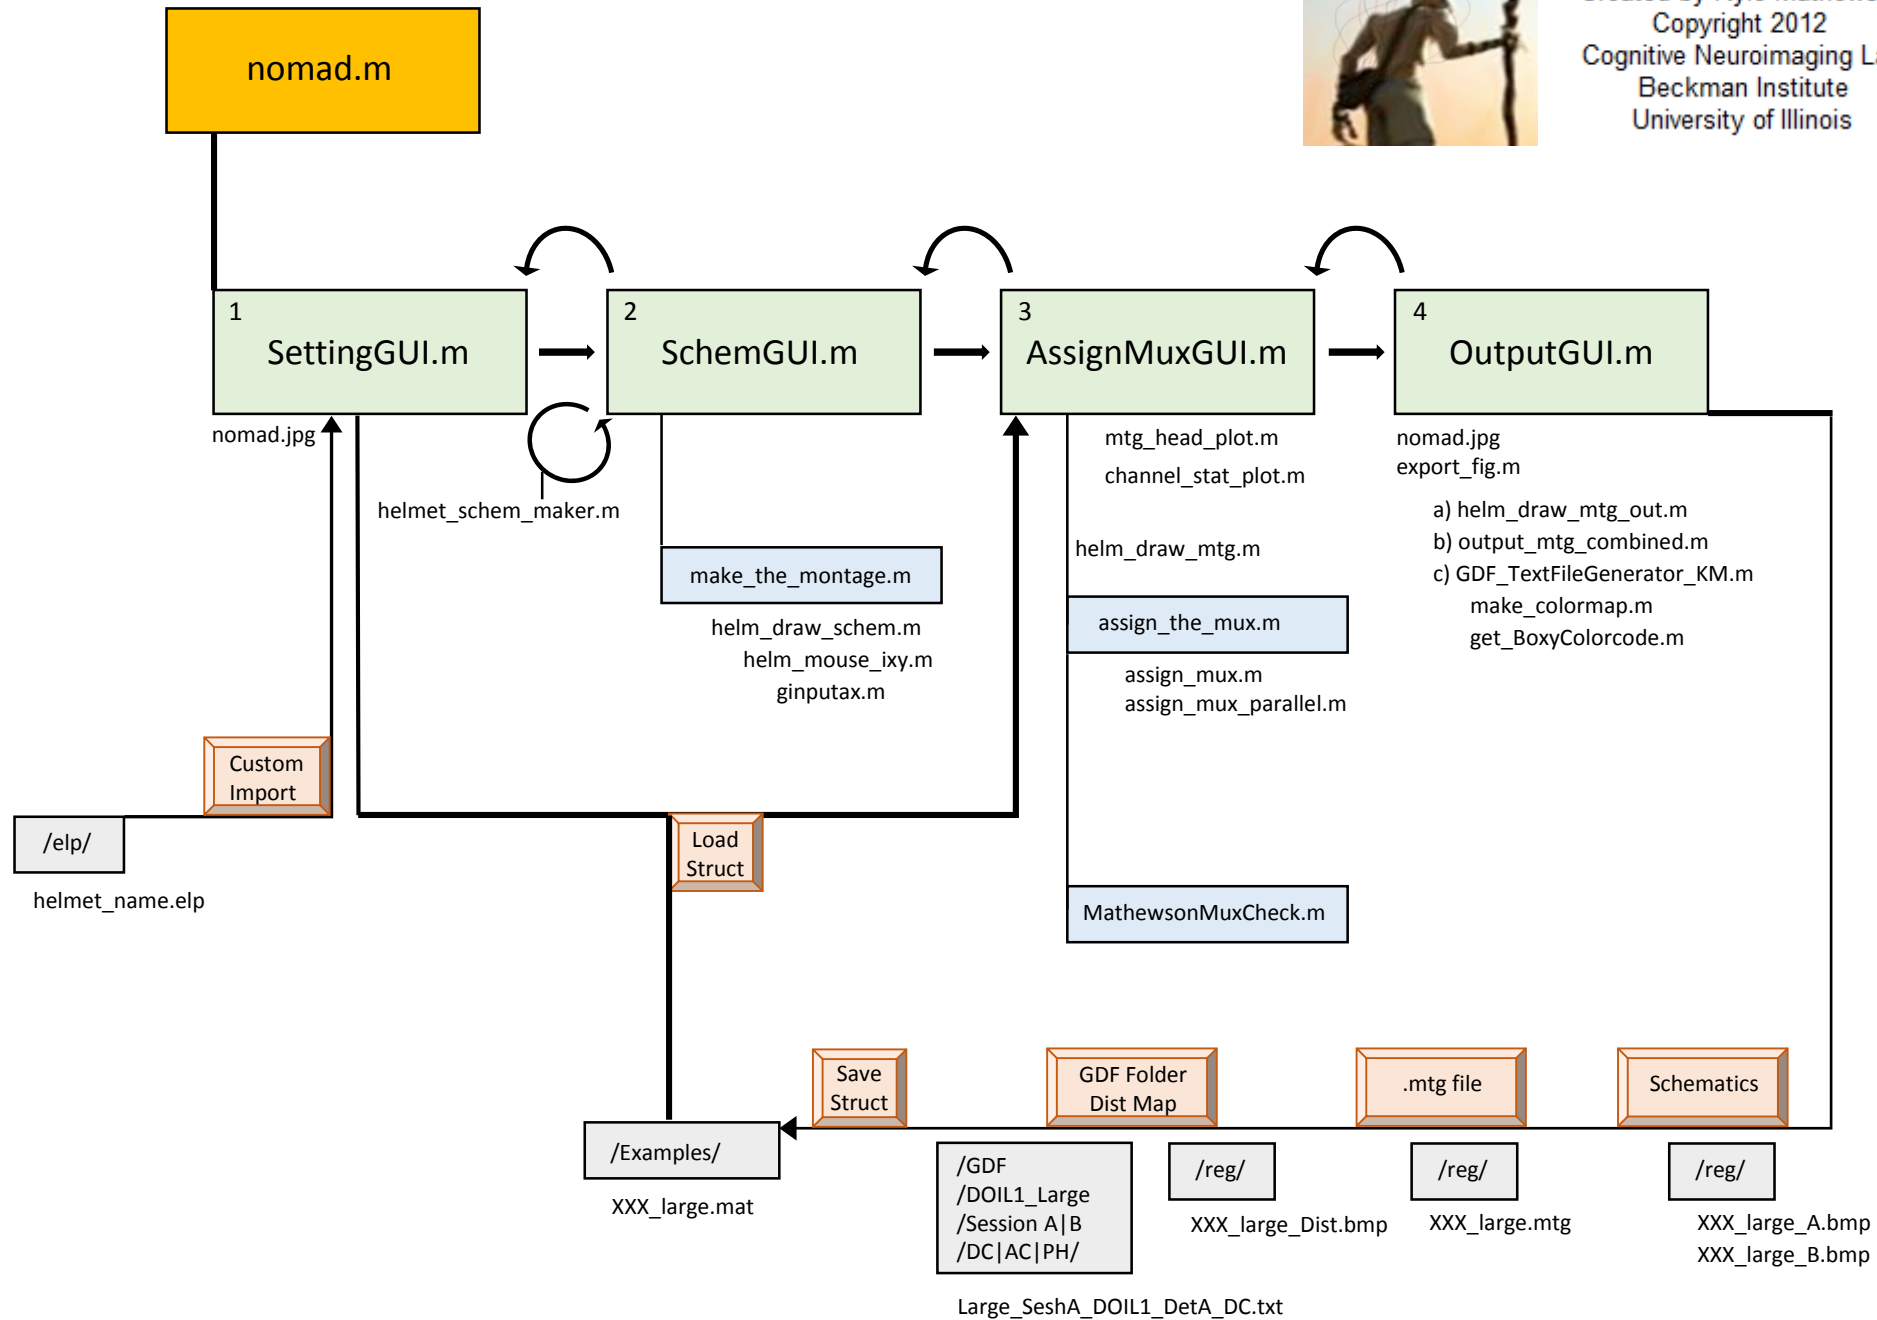 Copyright 2012
Cognitive Neuroimaging
Beckman Institute
University of Illinois
nomad.m
1
SettingGUI.m
2
SchemGUI.m
3
AssignMuxGUI.m
4
OutputGUI.m
nomad.jpg
helmet_schem_maker.m
make_the_montage.m
helm_draw_schem.m
helm_mouse_ixy.m
ginputax.m
mtg_head_plot.m
channel_stat_plot.m
helm_draw_mtg.m
assign_the_mux.m
assign_mux.m
assign_mux_parallel.m
MathewsonMuxCheck.m
nomad.jpg
export_fig.m
a) helm_draw_mtg_out.m
b) output_mtg_combined.m
c) GDF_TextFileGenerator_KM.m
make_colormap.m
get_BoxyColorcode.m
Custom
Import
/elp/
helmet_name.elp
Load
Struct
Save
Struct
GDF Folder
Dist Map
.mtg file
Schematics
/Examples/
XXX_large.mat
/GDF
/DOIL1_Large
/Session A|B
/DC|AC|PH/
Large_SeshA_DOIL1_DetA_DC.txt
/reg/
XXX_large_Dist.bmp
/reg/
XXX_large.mtg
/reg/
XXX_large_A.bmp
XXX_large_B.bmp